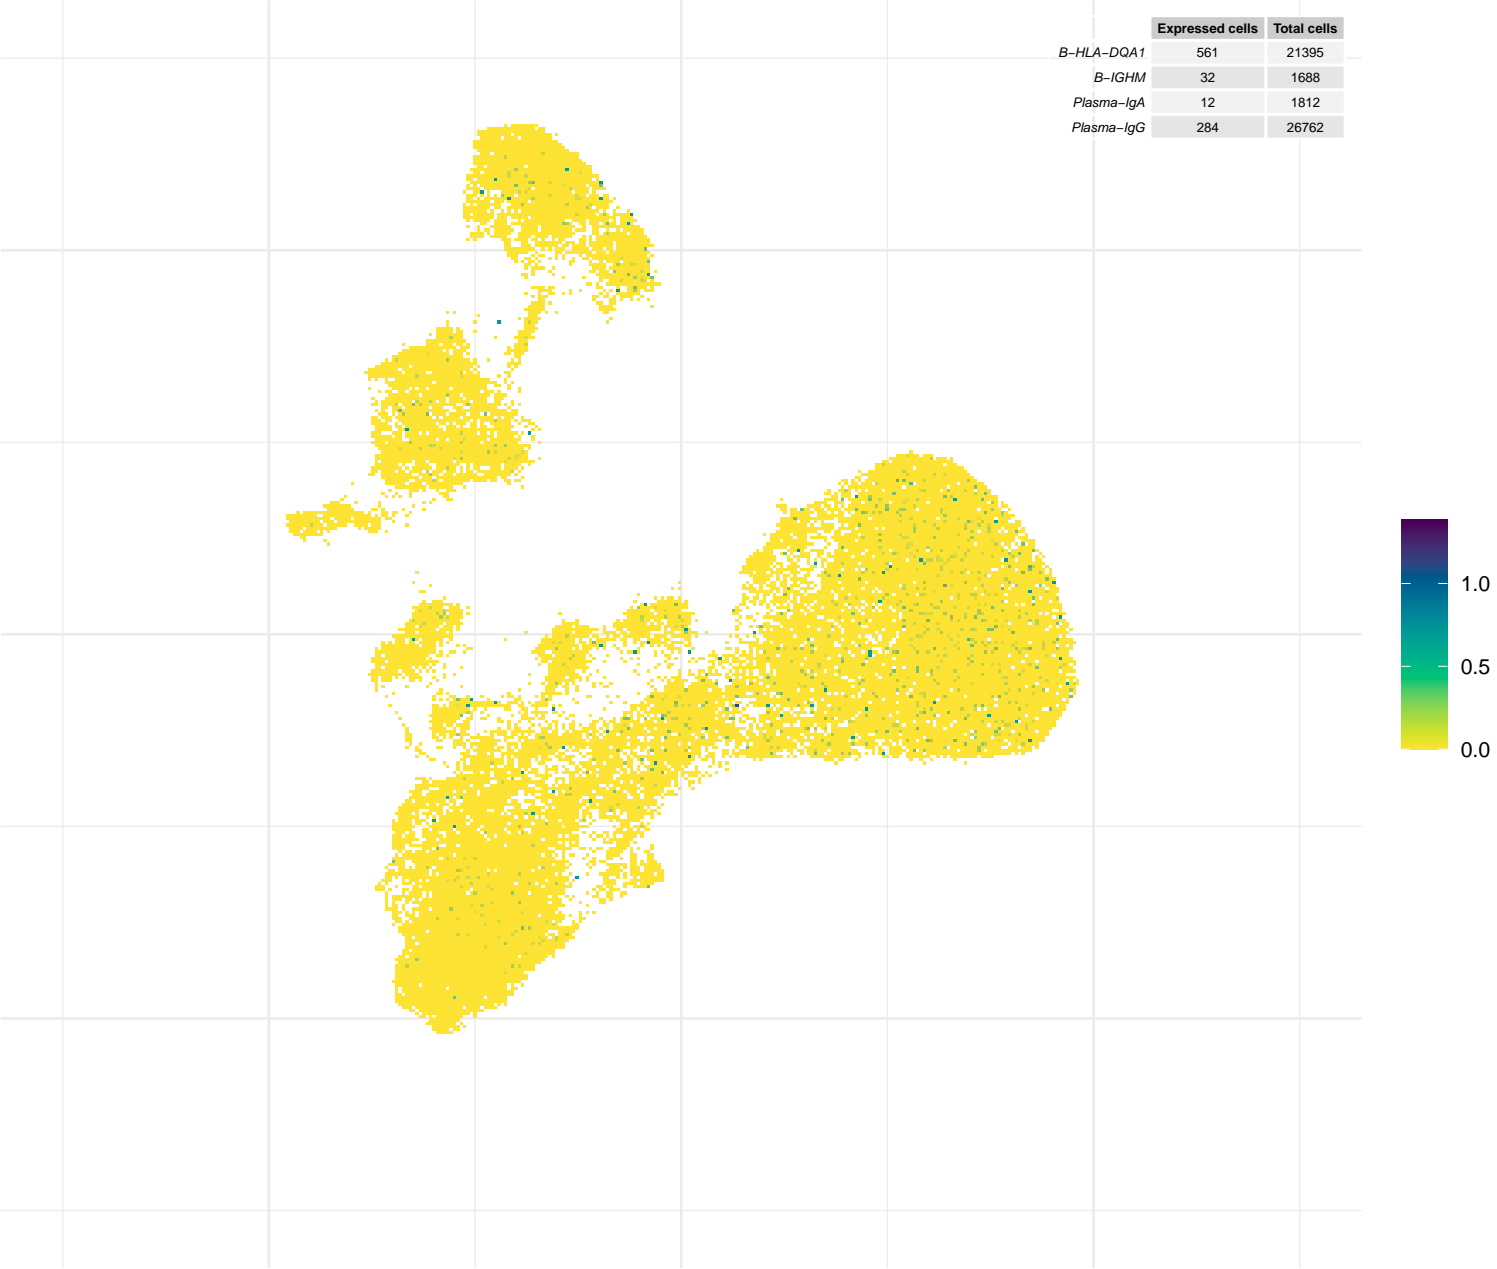 Expressed cells Total cells
B−HLA−DQA1 561 21395
B−IGHM 32 1688
Plasma−IgA 12 1812
Plasma−IgG 284 26762
1.0
0.5
0.0